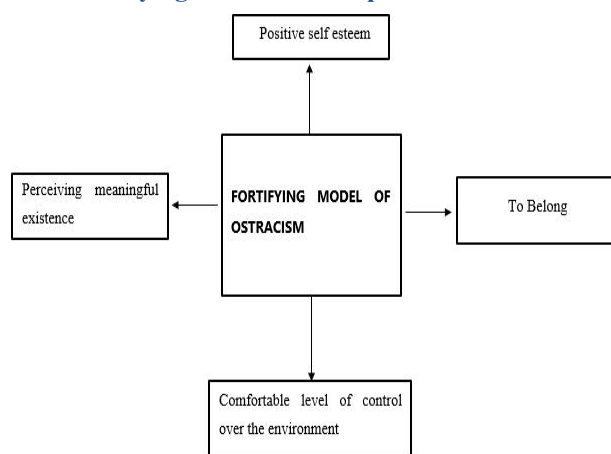 Positive self esteem
Perceiving meaningful
existence
FORTIFYING MODEL OF
OSTRACISM
To Belong
Comfortable level of control
over the environment